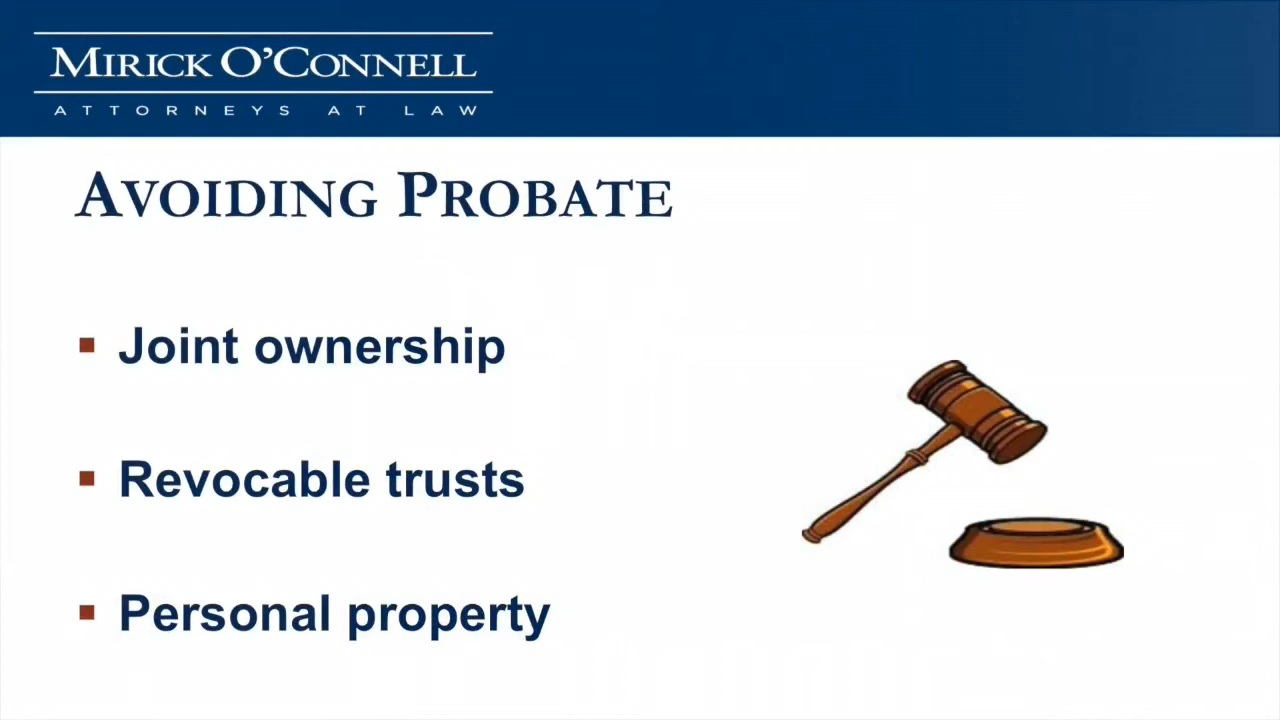 MIRICK O'CONNELL
ATTORNEYS AT LAW
AVOIDING PROBATE
▪ Joint ownership
▪ Revocable trusts
▪ Personal property